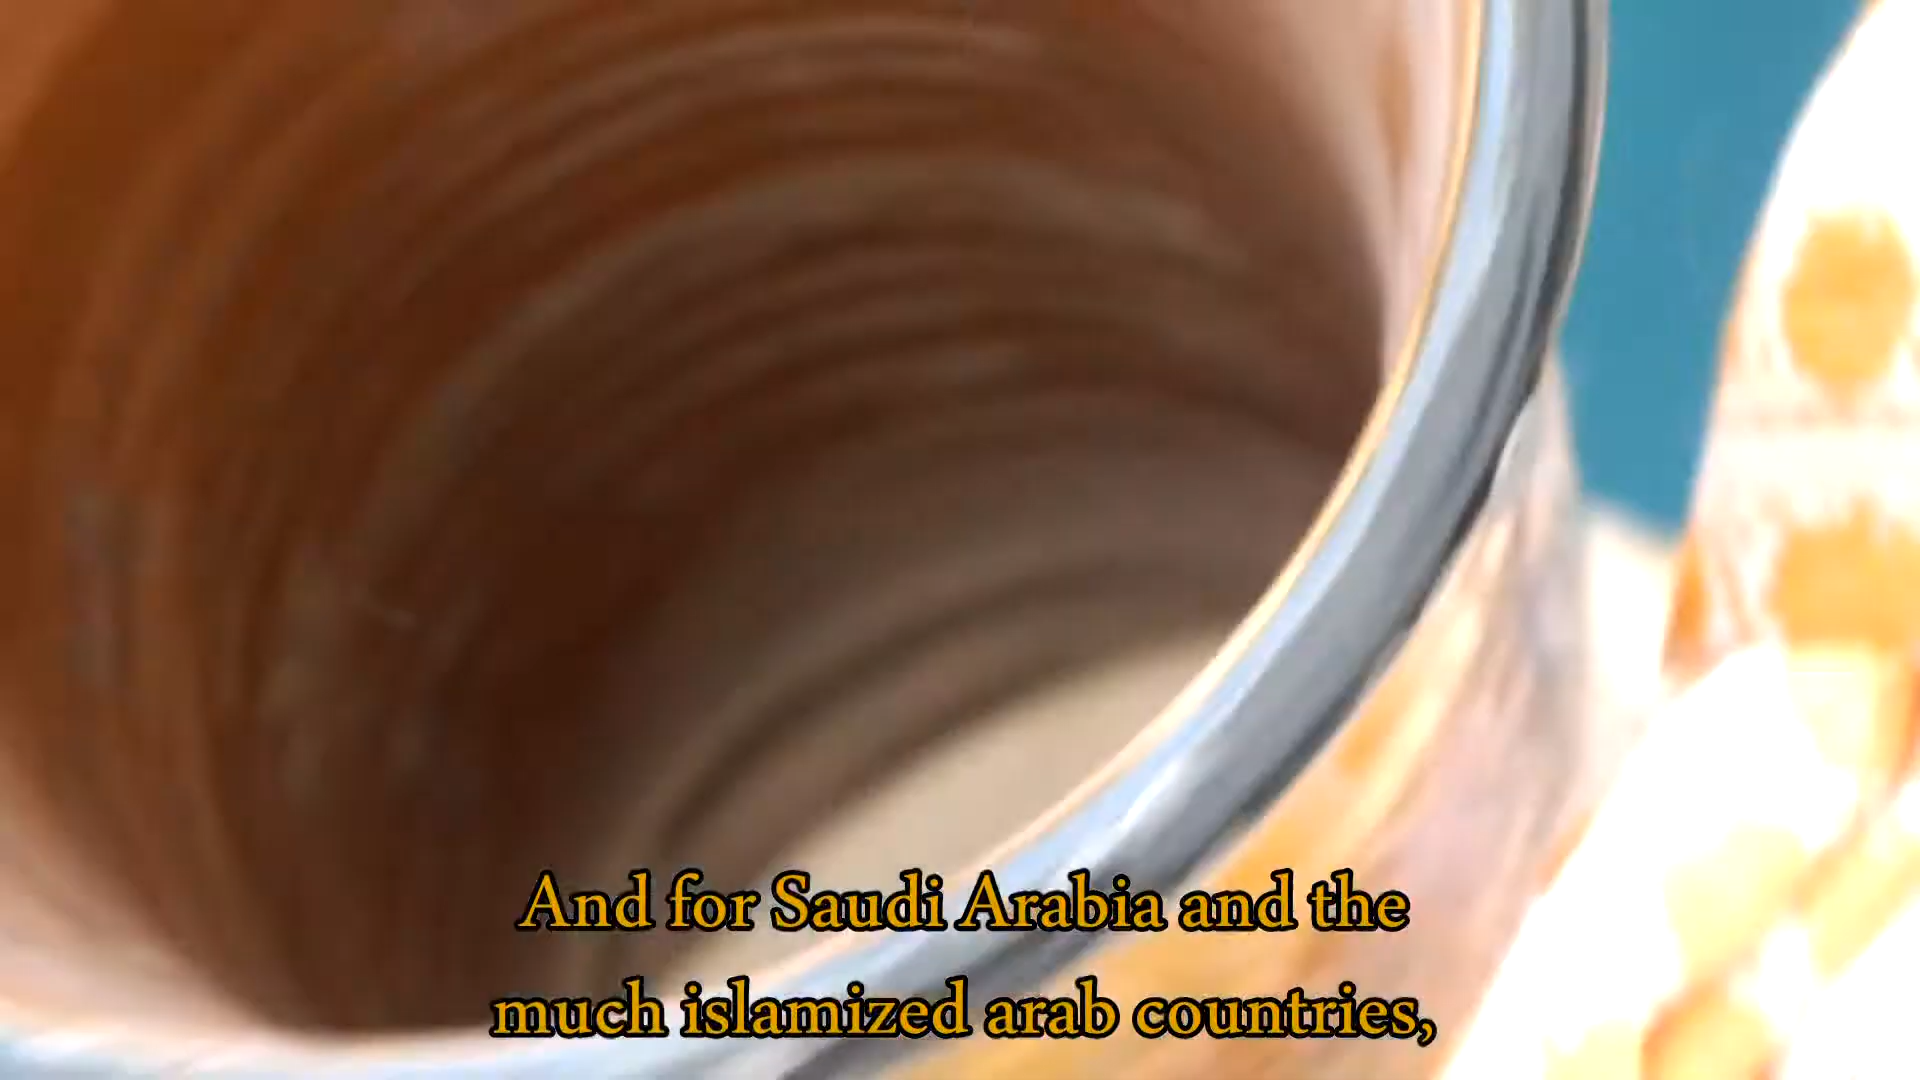 And for Saudi Arabia and the
much islamized arab countries,